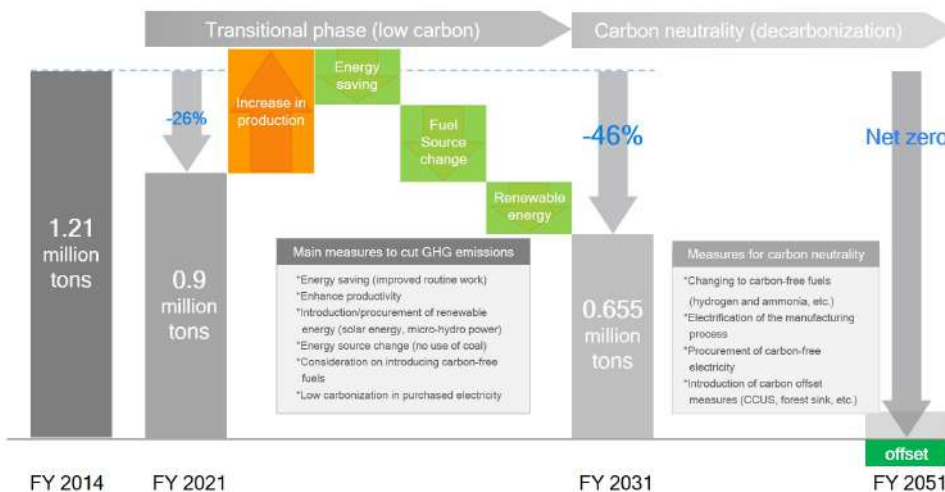 Transitional phase (low carbon)
Carbon neutrality (decarbonization)
-26%
Increase in
production
Energy
saving
Fuel
Source
change
Renewable
energy
-46%
Net zero
1.21
million
tons
0.9
million
tons
Main measures to cut GHG emissions
*Energy saving (improved routine work)
*Enhance productivity
*Introduction/procurement of renewable
energy (solar energy, micro-hydro power)
*Energy source change (no use of coal)
*Consideration on introducing carbon-free
fuels
*Low carbonization in purchased electricity
0.655
million
tons
Measures for carbon neutrality
*Changing to carbon-free fuels
(hydrogen and ammonia, etc.)
*Electrification of the manufacturing
process
*Procurement of carbon-free
electricity
*Introduction of carbon offset
measures (CCUS, forest sink, etc.)
offset
FY 2014
FY 2021
FY 2031
FY 2051